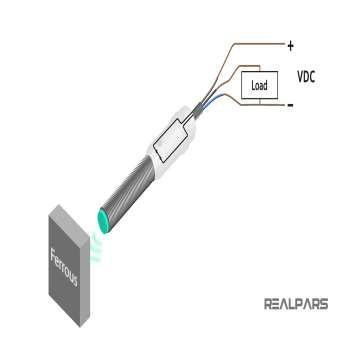 +
Load
VDC
−
Ferrous
REALPARS